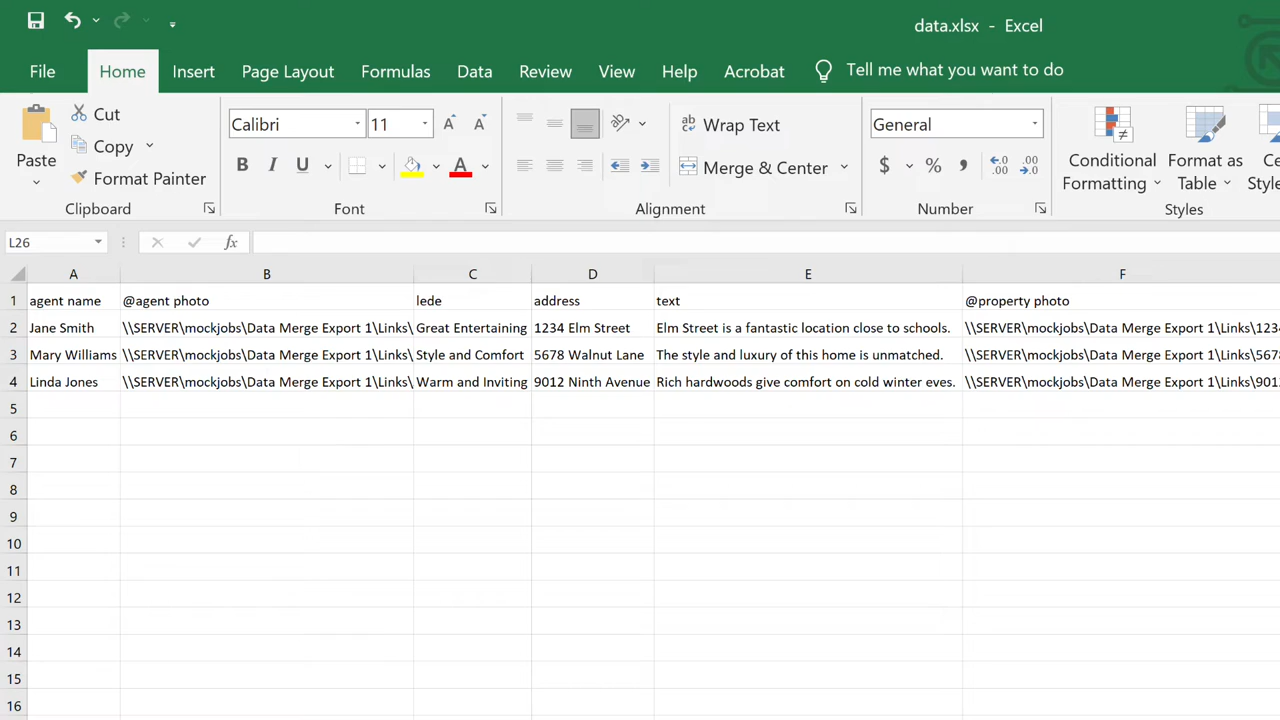 data.xlsx - Excel
File Home Insert Page Layout Formulas Data Review View Help Acrobat Tell me what you want to do
Paste
Cut
Copy
Format Painter
Clipboard
Calibri 11
B I U A
Font
ab Wrap Text
Merge & Center
Alignment
General
$ % , .00 .00
Number
Conditional Formatting
Format as Table
Styles
L26 fx
A B C D E F
1 agent name @agent photo lede address text @property photo
2 Jane Smith \\SERVER\mockjobs\Data Merge Export 1\Links\ Great Entertaining 1234 Elm Street Elm Street is a fantastic location close to schools. \\SERVER\mockjobs\Data Merge Export 1\Links\123
3 Mary Williams \\SERVER\mockjobs\Data Merge Export 1\Links\ Style and Comfort 5678 Walnut Lane The style and luxury of this home is unmatched. \\SERVER\mockjobs\Data Merge Export 1\Links\567
4 Linda Jones \\SERVER\mockjobs\Data Merge Export 1\Links\ Warm and Inviting 9012 Ninth Avenue Rich hardwoods give comfort on cold winter eves. \\SERVER\mockjobs\Data Merge Export 1\Links\901
5
6
7
8
9
10
11
12
13
14
15
16